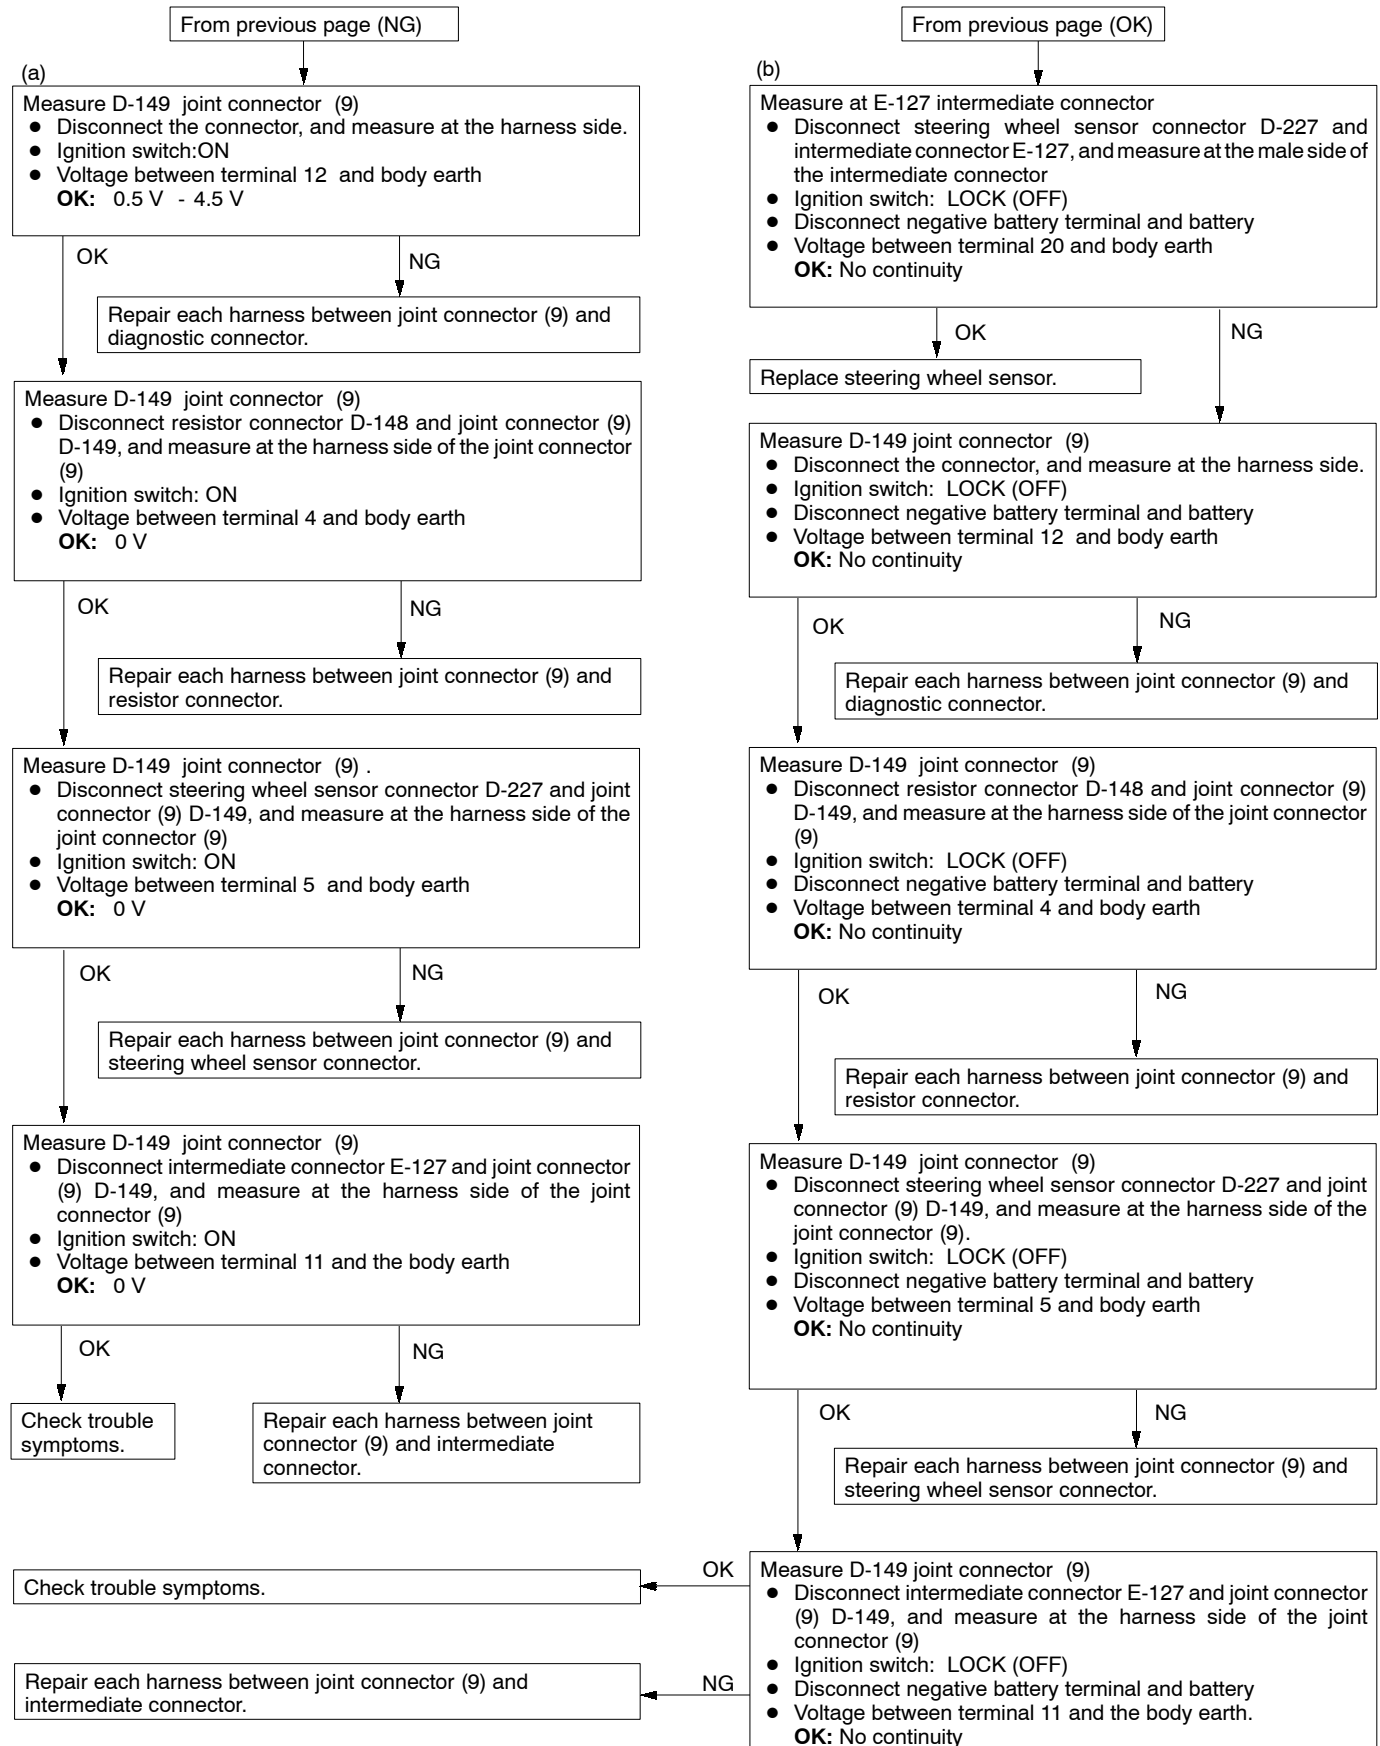 From previous page (NG)
(a)
Measure D-149 joint connector (9)
● Disconnect the connector, and measure at the harness side.
● Ignition switch:ON
● Voltage between terminal 12 and body earth
OK: 0.5 V - 4.5 V
OK
NG
Repair each harness between joint connector (9) and
diagnostic connector.
Measure D-149 joint connector (9)
● Disconnect resistor connector D-148 and joint connector (9)
D-149, and measure at the harness side of the joint connector
(9)
● Ignition switch: ON
● Voltage between terminal 4 and body earth
OK: 0 V
OK
NG
Repair each harness between joint connector (9) and
resistor connector.
Measure D-149 joint connector (9) .
● Disconnect steering wheel sensor connector D-227 and joint
connector (9) D-149, and measure at the harness side of the
joint connector (9)
● Ignition switch: ON
● Voltage between terminal 5 and body earth
OK: 0 V
OK
NG
Repair each harness between joint connector (9) and
steering wheel sensor connector.
Measure D-149 joint connector (9)
● Disconnect intermediate connector E-127 and joint connector
(9) D-149, and measure at the harness side of the joint
connector (9)
● Ignition switch: ON
● Voltage between terminal 11 and the body earth
OK: 0 V
OK
NG
Check trouble
symptoms.
Repair each harness between joint
connector (9) and intermediate
connector.
From previous page (OK)
(b)
Measure at E-127 intermediate connector
● Disconnect steering wheel sensor connector D-227 and
intermediate connector E-127, and measure at the male side of
the intermediate connector
● Ignition switch: LOCK (OFF)
● Disconnect negative battery terminal and battery
● Voltage between terminal 20 and body earth
OK: No continuity
OK
NG
Replace steering wheel sensor.
Measure D-149 joint connector (9)
● Disconnect the connector, and measure at the harness side.
● Ignition switch: LOCK (OFF)
● Disconnect negative battery terminal and battery
● Voltage between terminal 12 and body earth
OK: No continuity
OK
NG
Repair each harness between joint connector (9) and
diagnostic connector.
Measure D-149 joint connector (9)
● Disconnect resistor connector D-148 and joint connector (9)
D-149, and measure at the harness side of the joint connector
(9)
● Ignition switch: LOCK (OFF)
● Disconnect negative battery terminal and battery
● Voltage between terminal 4 and body earth
OK: No continuity
OK
NG
Repair each harness between joint connector (9) and
resistor connector.
Measure D-149 joint connector (9)
● Disconnect steering wheel sensor connector D-227 and joint
connector (9) D-149, and measure at the harness side of the
joint connector (9).
● Ignition switch: LOCK (OFF)
● Disconnect negative battery terminal and battery
● Voltage between terminal 5 and body earth
OK: No continuity
OK
NG
Repair each harness between joint connector (9) and
steering wheel sensor connector.
Measure D-149 joint connector (9)
● Disconnect intermediate connector E-127 and joint connector
(9) D-149, and measure at the harness side of the joint
connector (9)
● Ignition switch: LOCK (OFF)
● Disconnect negative battery terminal and battery
● Voltage between terminal 11 and the body earth.
OK: No continuity
OK
Check trouble symptoms.
NG
Repair each harness between joint connector (9) and
intermediate connector.